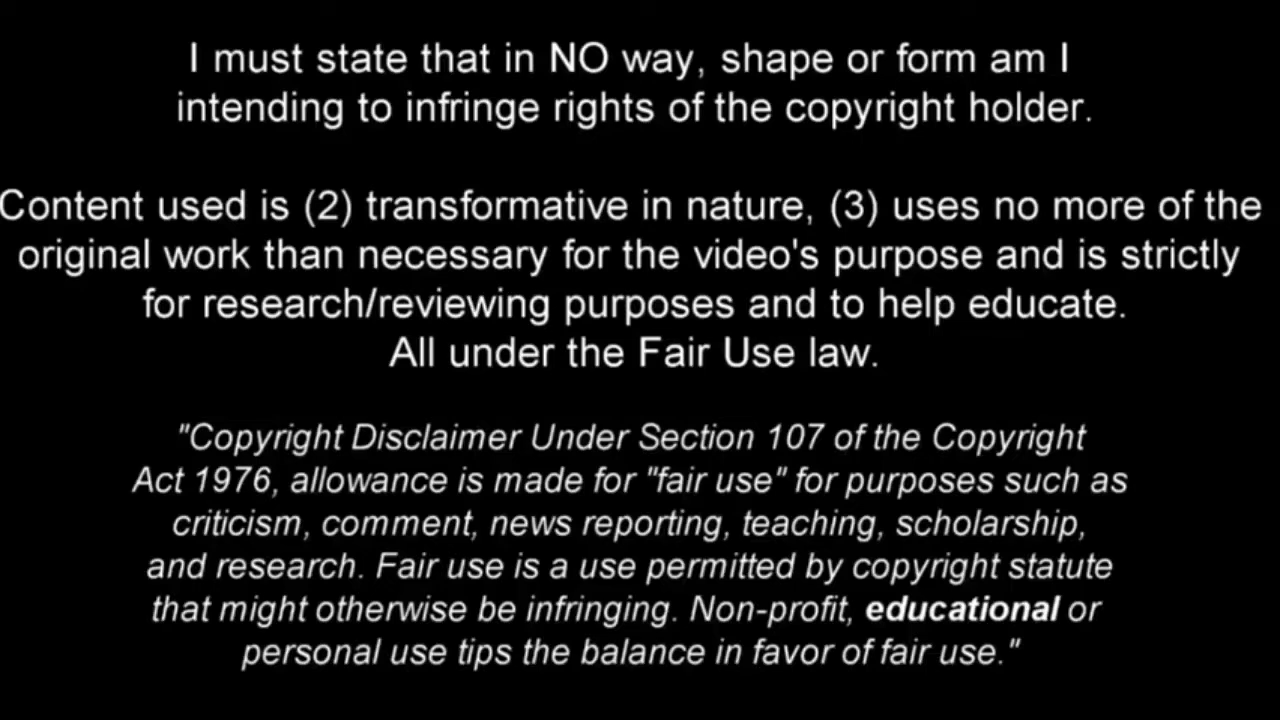 I must state that in NO way, shape or form am I
intending to infringe rights of the copyright holder.
Content used is (2) transformative in nature, (3) uses no more of the
original work than necessary for the video's purpose and is strictly
for research/reviewing purposes and to help educate.
All under the Fair Use law.
"Copyright Disclaimer Under Section 107 of the Copyright
Act 1976, allowance is made for "fair use" for purposes such as
criticism, comment, news reporting, teaching, scholarship,
and research. Fair use is a use permitted by copyright statute
that might otherwise be infringing. Non-profit, educational or
personal use tips the balance in favor of fair use."